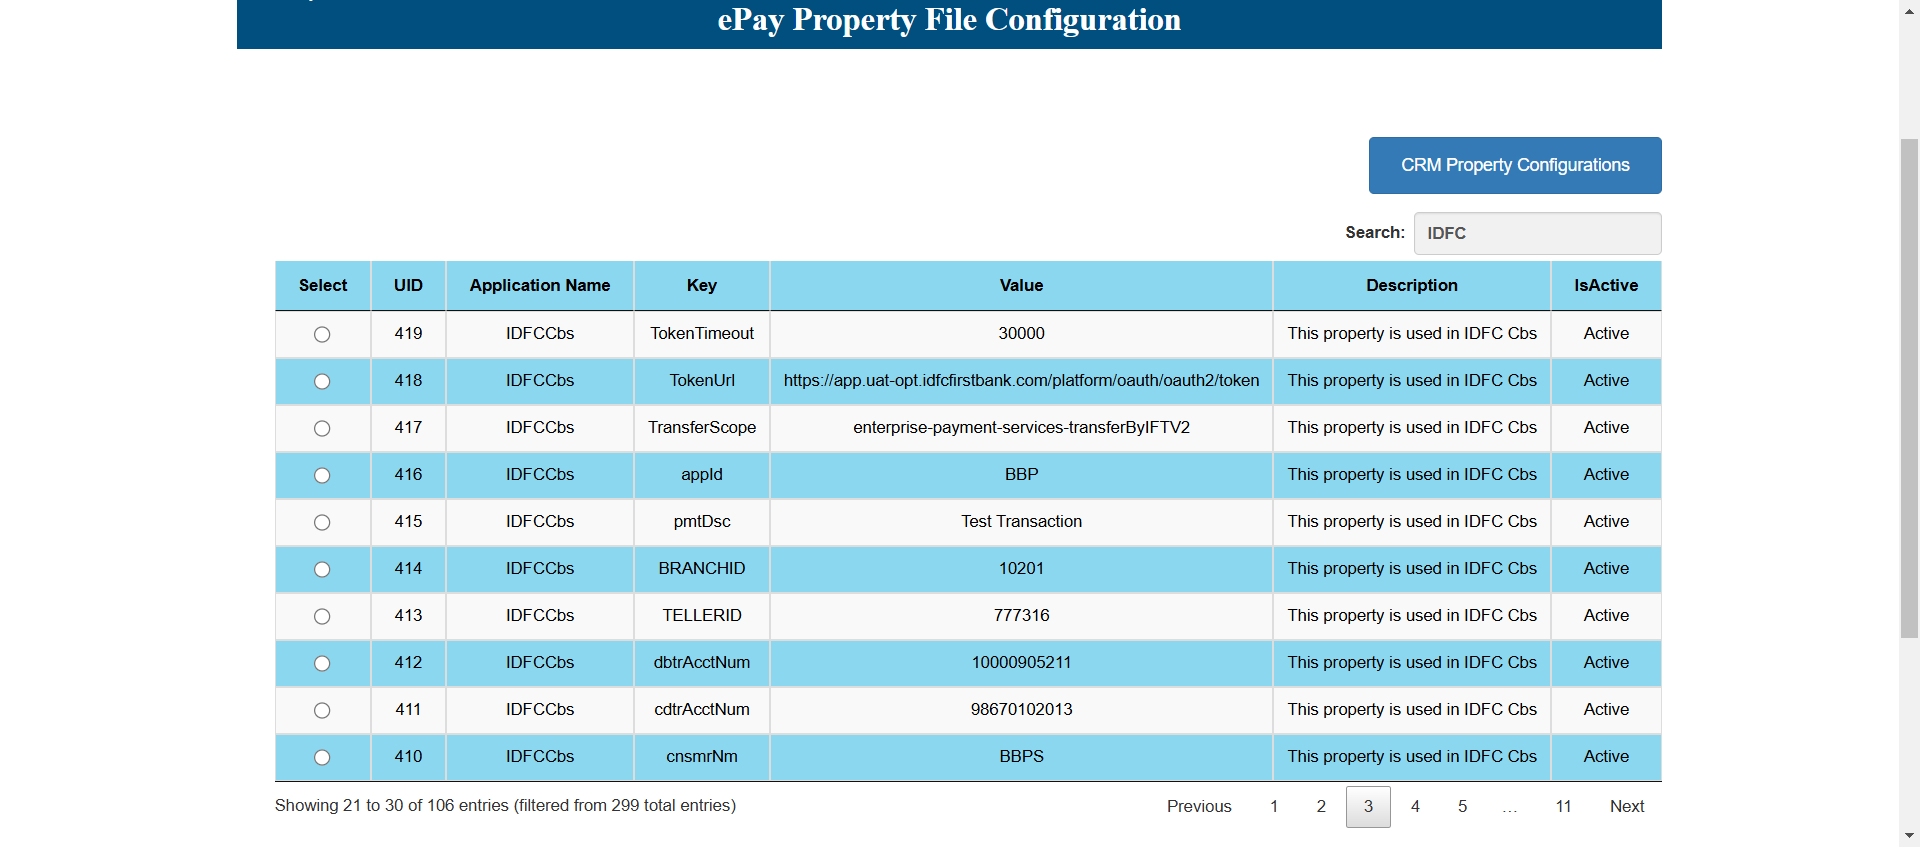 ePay Property File Configuration
CRM Property Configurations
Search: IDFC
Select UID Application Name Key Value Description IsActive
419 IDFCCbs TokenTimeout 30000 This property is used in IDFC Cbs Active
418 IDFCCbs TokenUrl https://app.uat-opt.idfcfirstbank.com/platform/oauth/oauth2/token This property is used in IDFC Cbs Active
417 IDFCCbs TransferScope enterprise-payment-services-transferByIFTV2 This property is used in IDFC Cbs Active
416 IDFCCbs appId BBP This property is used in IDFC Cbs Active
415 IDFCCbs pmtDsc Test Transaction This property is used in IDFC Cbs Active
414 IDFCCbs BRANCHID 10201 This property is used in IDFC Cbs Active
413 IDFCCbs TELLERID 777316 This property is used in IDFC Cbs Active
412 IDFCCbs dbtrAcctNum 10000905211 This property is used in IDFC Cbs Active
411 IDFCCbs cdtrAcctNum 98670102013 This property is used in IDFC Cbs Active
410 IDFCCbs cnsmrNm BBPS This property is used in IDFC Cbs Active
Showing 21 to 30 of 106 entries (filtered from 299 total entries) Previous 1 2 3 4 5 … 11 Next